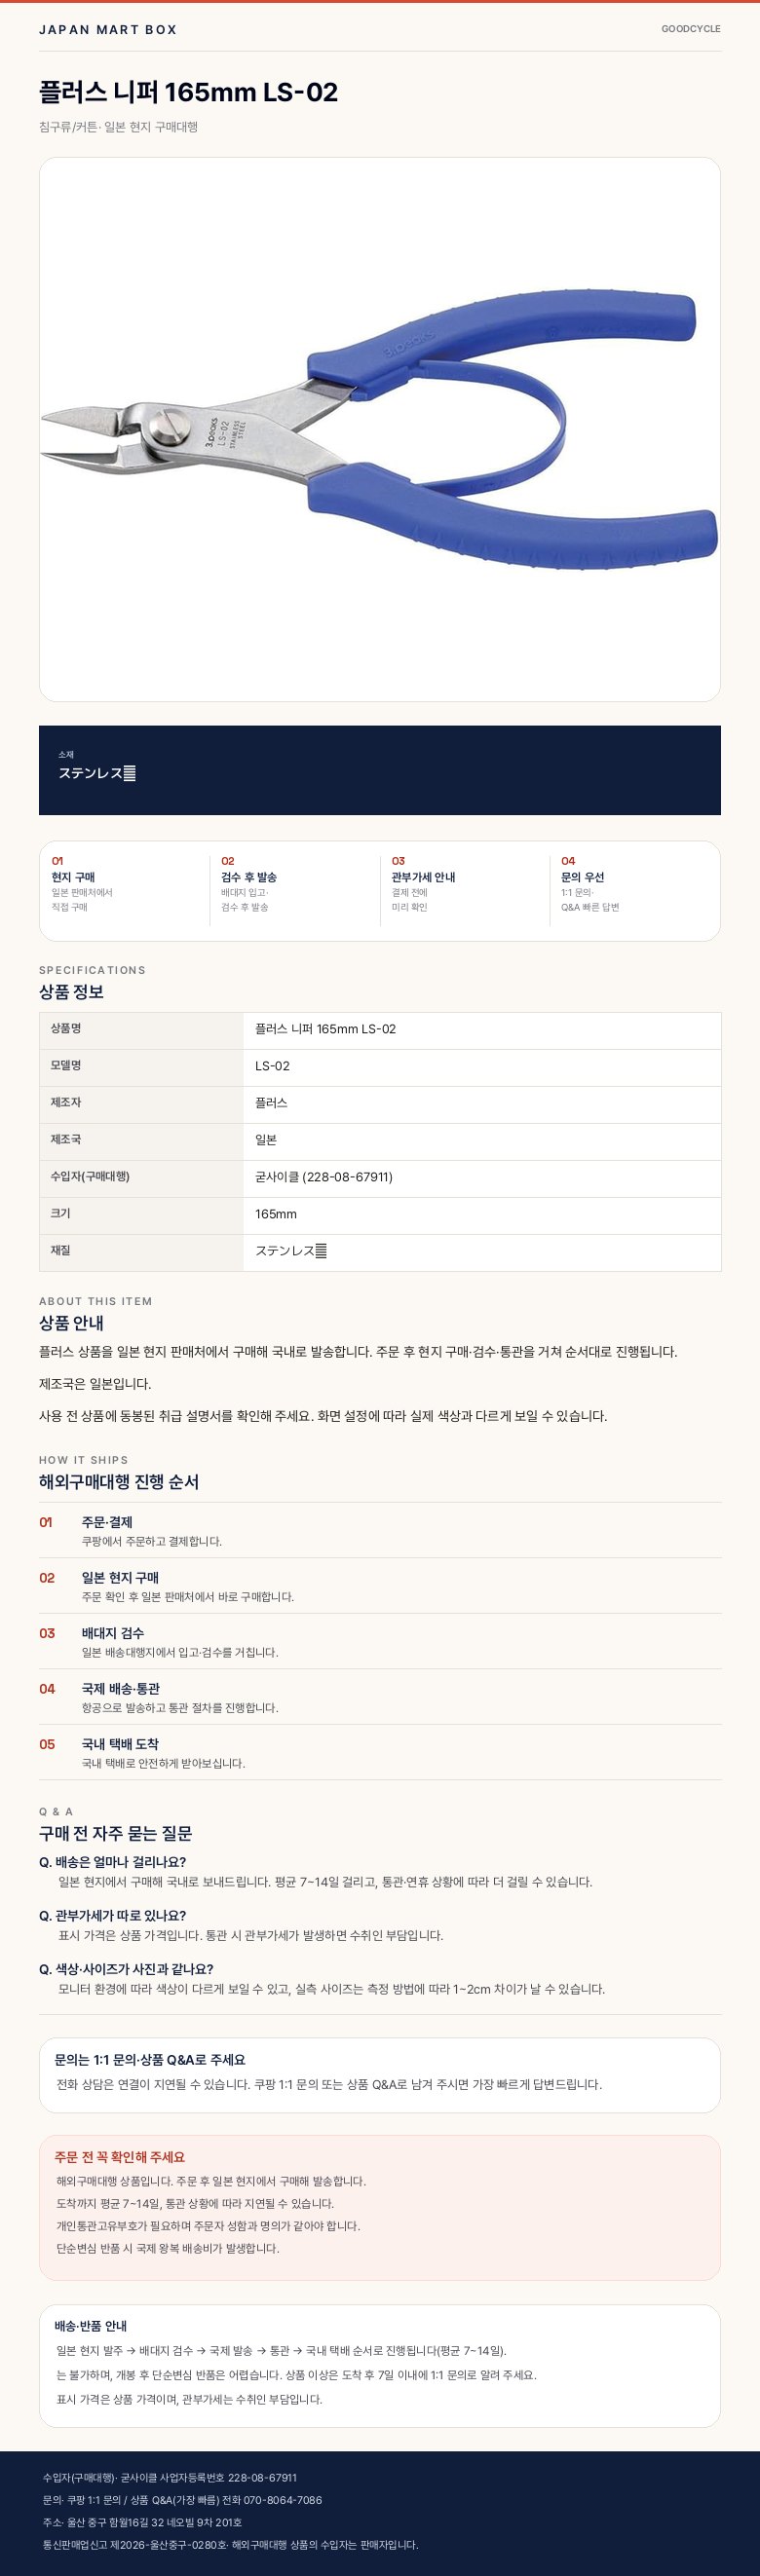 JAPAN MART BOX
GOODCYCLE
플러스 니퍼 165mm LS-02
침구류/커튼· 일본 현지 구매대행
3.peaks
3.peaks
LS-02
STAINLESS
STEEL
소재
ステンレス
01
현지 구매
일본 판매처에서
직접 구매
02
검수 후 발송
배대지 입고·
검수 후 발송
03
관부가세 안내
결제 전에
미리 확인
04
문의 우선
1:1 문의·
Q&A 빠른 답변
SPECIFICATIONS
상품 정보
상품명 플러스 니퍼 165mm LS-02
모델명 LS-02
제조자 플러스
제조국 일본
수입자(구매대행) 굳사이클 (228-08-67911)
크기 165mm
재질 ステンレス
ABOUT THIS ITEM
상품 안내
플러스 상품을 일본 현지 판매처에서 구매해 국내로 발송합니다. 주문 후 현지 구매·검수·통관을 거쳐 순서대로 진행됩니다.
제조국은 일본입니다.
사용 전 상품에 동봉된 취급 설명서를 확인해 주세요. 화면 설정에 따라 실제 색상과 다르게 보일 수 있습니다.
HOW IT SHIPS
해외구매대행 진행 순서
01 주문·결제
쿠팡에서 주문하고 결제합니다.
02 일본 현지 구매
주문 확인 후 일본 판매처에서 바로 구매합니다.
03 배대지 검수
일본 배송대행지에서 입고·검수를 거칩니다.
04 국제 배송·통관
항공으로 발송하고 통관 절차를 진행합니다.
05 국내 택배 도착
국내 택배로 안전하게 받아보십니다.
Q & A
구매 전 자주 묻는 질문
Q. 배송은 얼마나 걸리나요?
일본 현지에서 구매해 국내로 보내드립니다. 평균 7~14일 걸리고, 통관·연휴 상황에 따라 더 걸릴 수 있습니다.
Q. 관부가세가 따로 있나요?
표시 가격은 상품 가격입니다. 통관 시 관부가세가 발생하면 수취인 부담입니다.
Q. 색상·사이즈가 사진과 같나요?
모니터 환경에 따라 색상이 다르게 보일 수 있고, 실측 사이즈는 측정 방법에 따라 1~2cm 차이가 날 수 있습니다.
문의는 1:1 문의·상품 Q&A로 주세요
전화 상담은 연결이 지연될 수 있습니다. 쿠팡 1:1 문의 또는 상품 Q&A로 남겨 주시면 가장 빠르게 답변드립니다.
주문 전 꼭 확인해 주세요
해외구매대행 상품입니다. 주문 후 일본 현지에서 구매해 발송합니다.
도착까지 평균 7~14일, 통관 상황에 따라 지연될 수 있습니다.
개인통관고유부호가 필요하며 주문자 성함과 명의가 같아야 합니다.
단순변심 반품 시 국제 왕복 배송비가 발생합니다.
배송·반품 안내
일본 현지 발주 → 배대지 검수 → 국제 발송 → 통관 → 국내 택배 순서로 진행됩니다(평균 7~14일).
는 불가하며, 개봉 후 단순변심 반품은 어렵습니다. 상품 이상은 도착 후 7일 이내에 1:1 문의로 알려 주세요.
표시 가격은 상품 가격이며, 관부가세는 수취인 부담입니다.
수입자(구매대행)· 굳사이클 사업자등록번호 228-08-67911
문의· 쿠팡 1:1 문의 / 상품 Q&A(가장 빠름) 전화 070-8064-7086
주소· 울산 중구 함월16길 32 네오빌 9차 201호
통신판매업신고 제2026-울산중구-0280호· 해외구매대행 상품의 수입자는 판매자입니다.